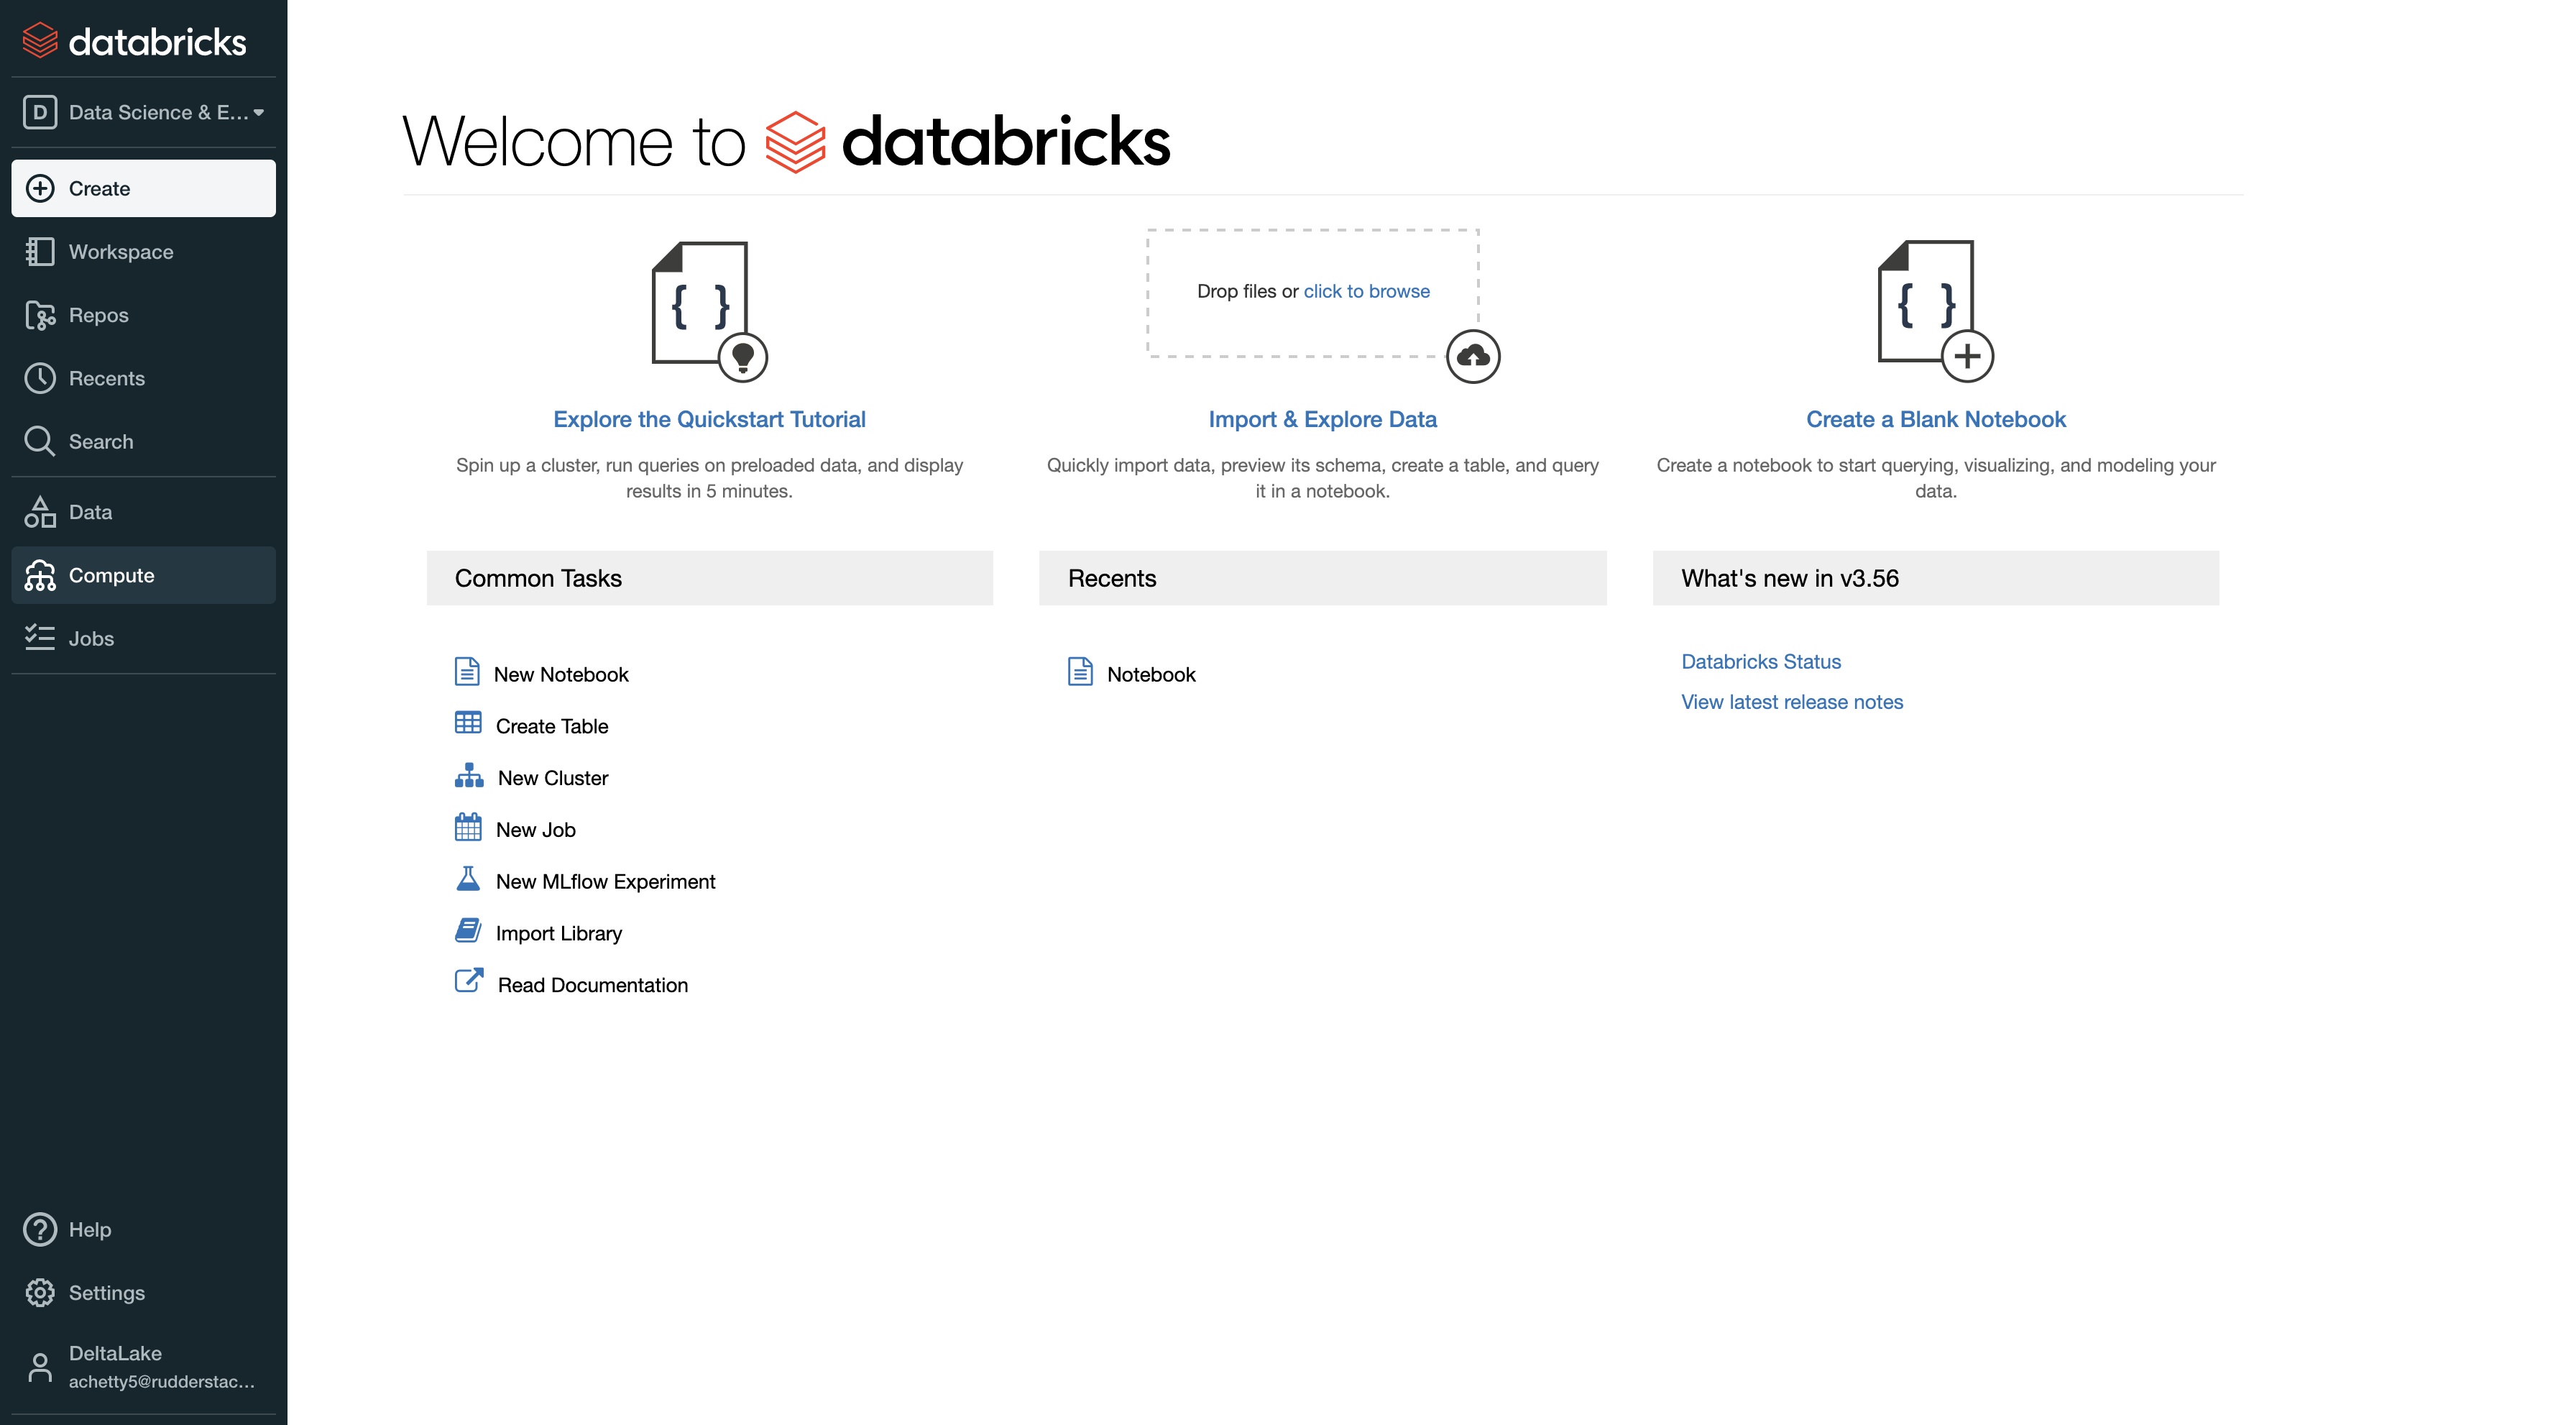 databricks
D Data Science & E...
Create
Workspace
Repos
Recents
Search
Data
Compute
Jobs
Help
Settings
DeltaLake
achetty5@rudderstac...
Welcome to databricks
{ }
Explore the Quickstart Tutorial
Spin up a cluster, run queries on preloaded data, and display
results in 5 minutes.
Drop files or click to browse
Import & Explore Data
Quickly import data, preview its schema, create a table, and query
it in a notebook.
{ }
Create a Blank Notebook
Create a notebook to start querying, visualizing, and modeling your
data.
Common Tasks
New Notebook
Create Table
New Cluster
New Job
New MLflow Experiment
Import Library
Read Documentation
Recents
Notebook
What's new in v3.56
Databricks Status
View latest release notes